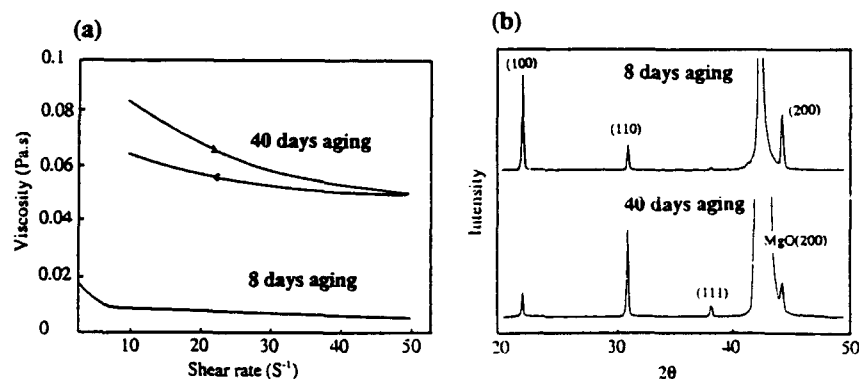 (a)
0.1
0.08
0.06
0.04
0.02
0
Viscosity (Pa.s)
40 days aging
8 days aging
10 20 30 40 50
Shear rate (S⁻¹)
(b)
(100)
8 days aging
(110)
(200)
40 days aging
MgO(200)
(111)
Intensity
20 30 40 50
2θ